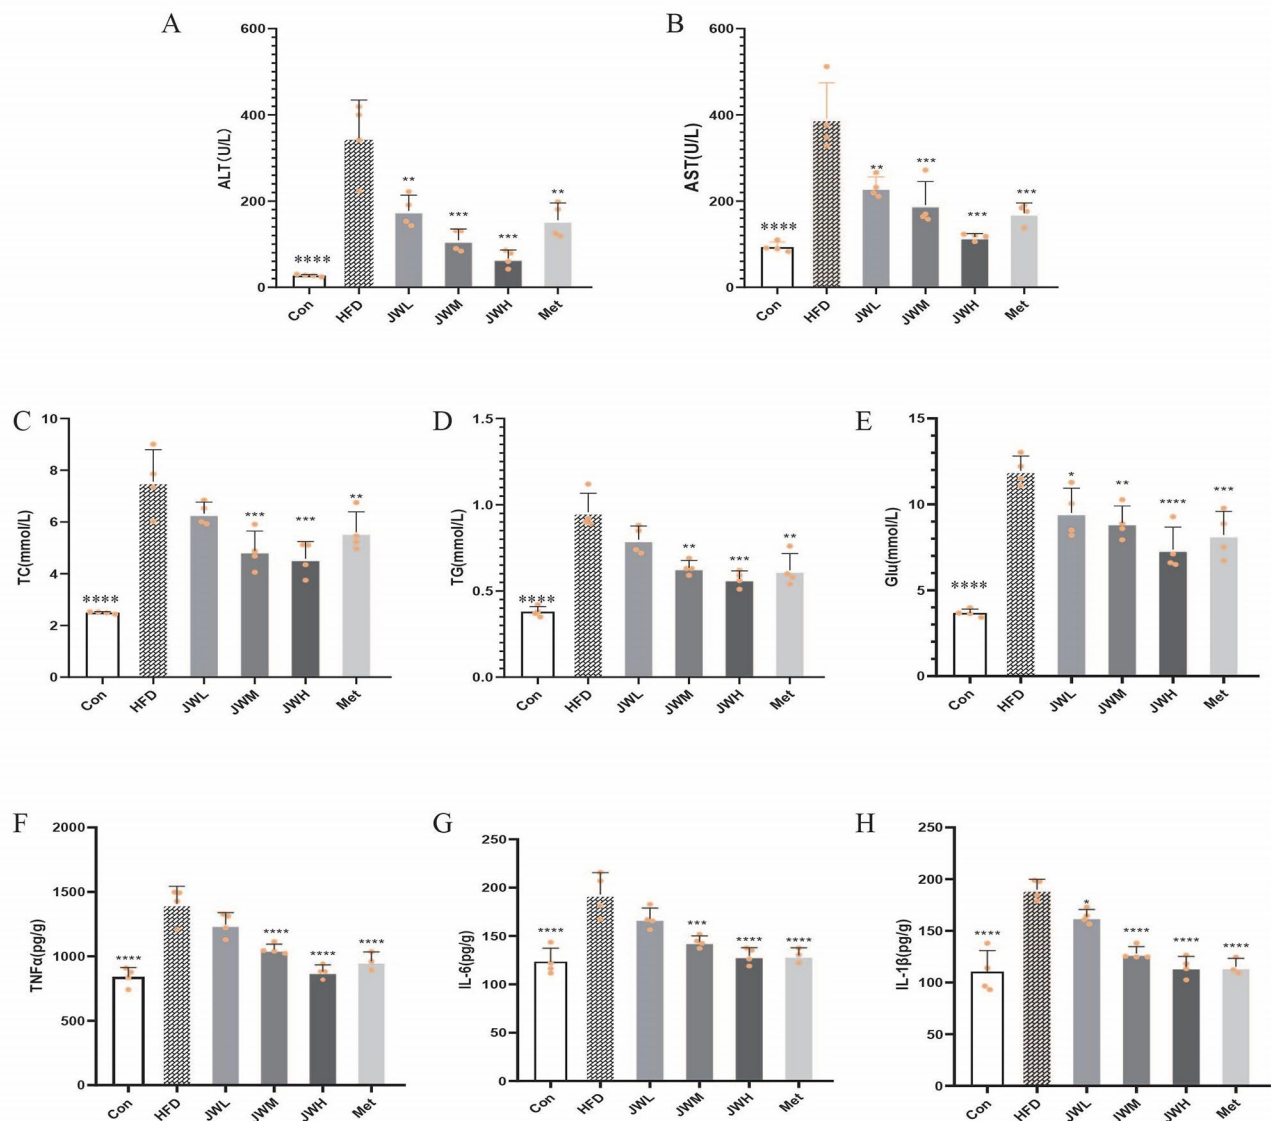 A
B
600
400
200
0
ALT(U/L)
****
**
***
***
**
Con
HFD
JWL
JWM
JWH
Met
600
400
200
0
AST(U/L)
****
**
***
***
***
Con
HFD
JWL
JWM
JWH
Met
C
D
E
10
8
6
4
2
0
TC(mmol/L)
****
***
***
**
Con
HFD
JWL
JWM
JWH
Met
1.5
1.0
0.5
0.0
TG(mmol/L)
****
**
***
**
Con
HFD
JWL
JWM
JWH
Met
15
10
5
0
Glu(mmol/L)
****
*
**
****
***
Con
HFD
JWL
JWM
JWH
Met
F
G
H
2000
1500
1000
500
0
TNFα(pg/g)
****
****
****
****
Con
HFD
JWL
JWM
JWH
Met
250
200
150
100
50
0
IL-6(pg/g)
****
***
****
****
Con
HFD
JWL
JWM
JWH
Met
250
200
150
100
50
0
IL-1β(pg/g)
****
*
****
****
****
Con
HFD
JWL
JWM
JWH
Met